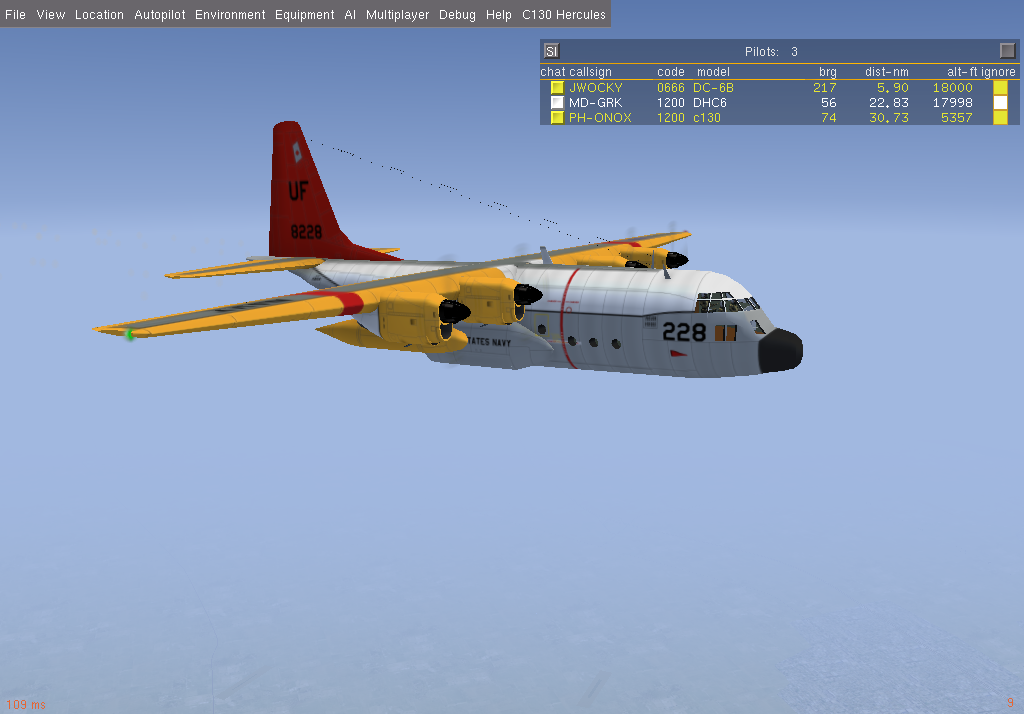 File View Location Autopilot Environment Equipment AI Multiplayer Debug Help C130 Hercules
SI Pilots: 3
chat callsign code model brg dist-nm alt-ft ignore
JWOCKY 0666 DC-6B 217 5.90 18000
MD-GRK 1200 DHC6 56 22.83 17998
PH-ONOX 1200 c130 74 30.73 5357
UF
8228
228
TATES NAVY
109 ms
9